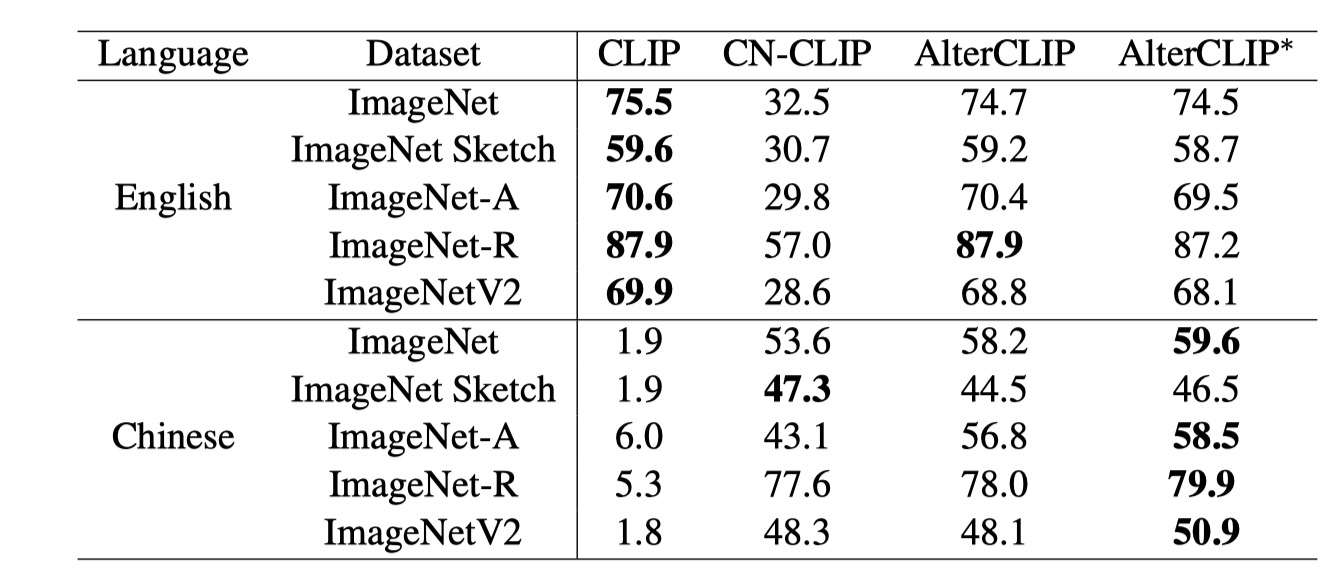 Language Dataset CLIP CN-CLIP AlterCLIP AlterCLIP*
ImageNet 75.5 32.5 74.7 74.5
ImageNet Sketch 59.6 30.7 59.2 58.7
English ImageNet-A 70.6 29.8 70.4 69.5
ImageNet-R 87.9 57.0 87.9 87.2
ImageNetV2 69.9 28.6 68.8 68.1
ImageNet 1.9 53.6 58.2 59.6
ImageNet Sketch 1.9 47.3 44.5 46.5
Chinese ImageNet-A 6.0 43.1 56.8 58.5
ImageNet-R 5.3 77.6 78.0 79.9
ImageNetV2 1.8 48.3 48.1 50.9